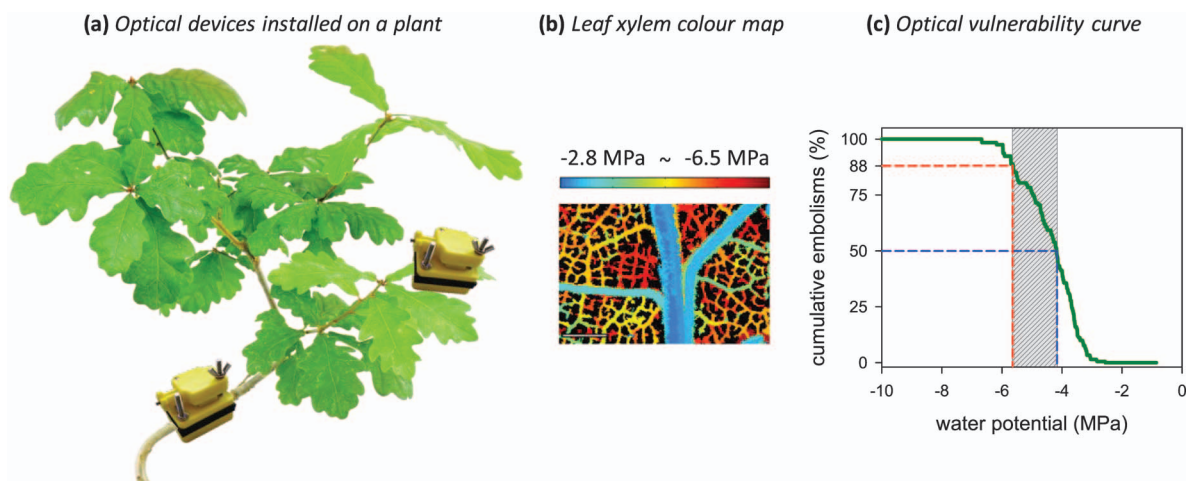 (a) Optical devices installed on a plant
(b) Leaf xylem colour map
(c) Optical vulnerability curve
-2.8 MPa ~ -6.5 MPa
cumulative embolisms (%)
100
88
75
50
25
0
-10 -8 -6 -4 -2 0
water potential (MPa)